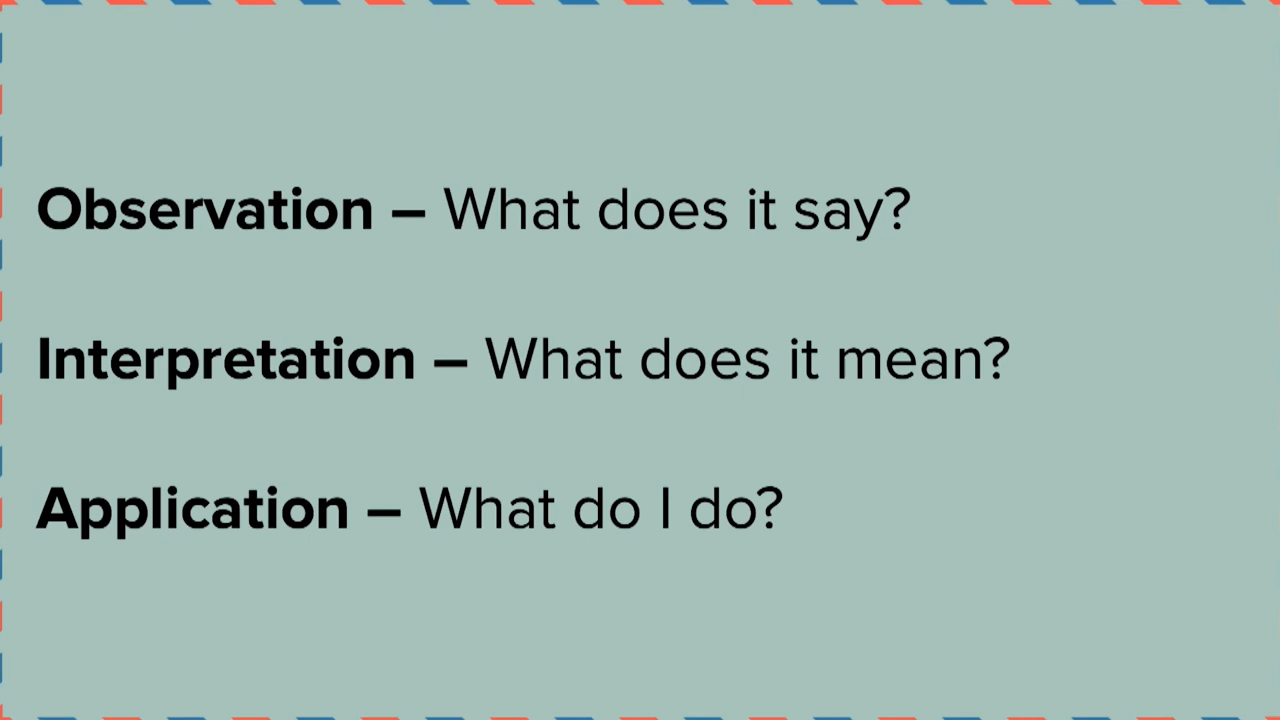 Observation – What does it say?
Interpretation – What does it mean?
Application – What do I do?